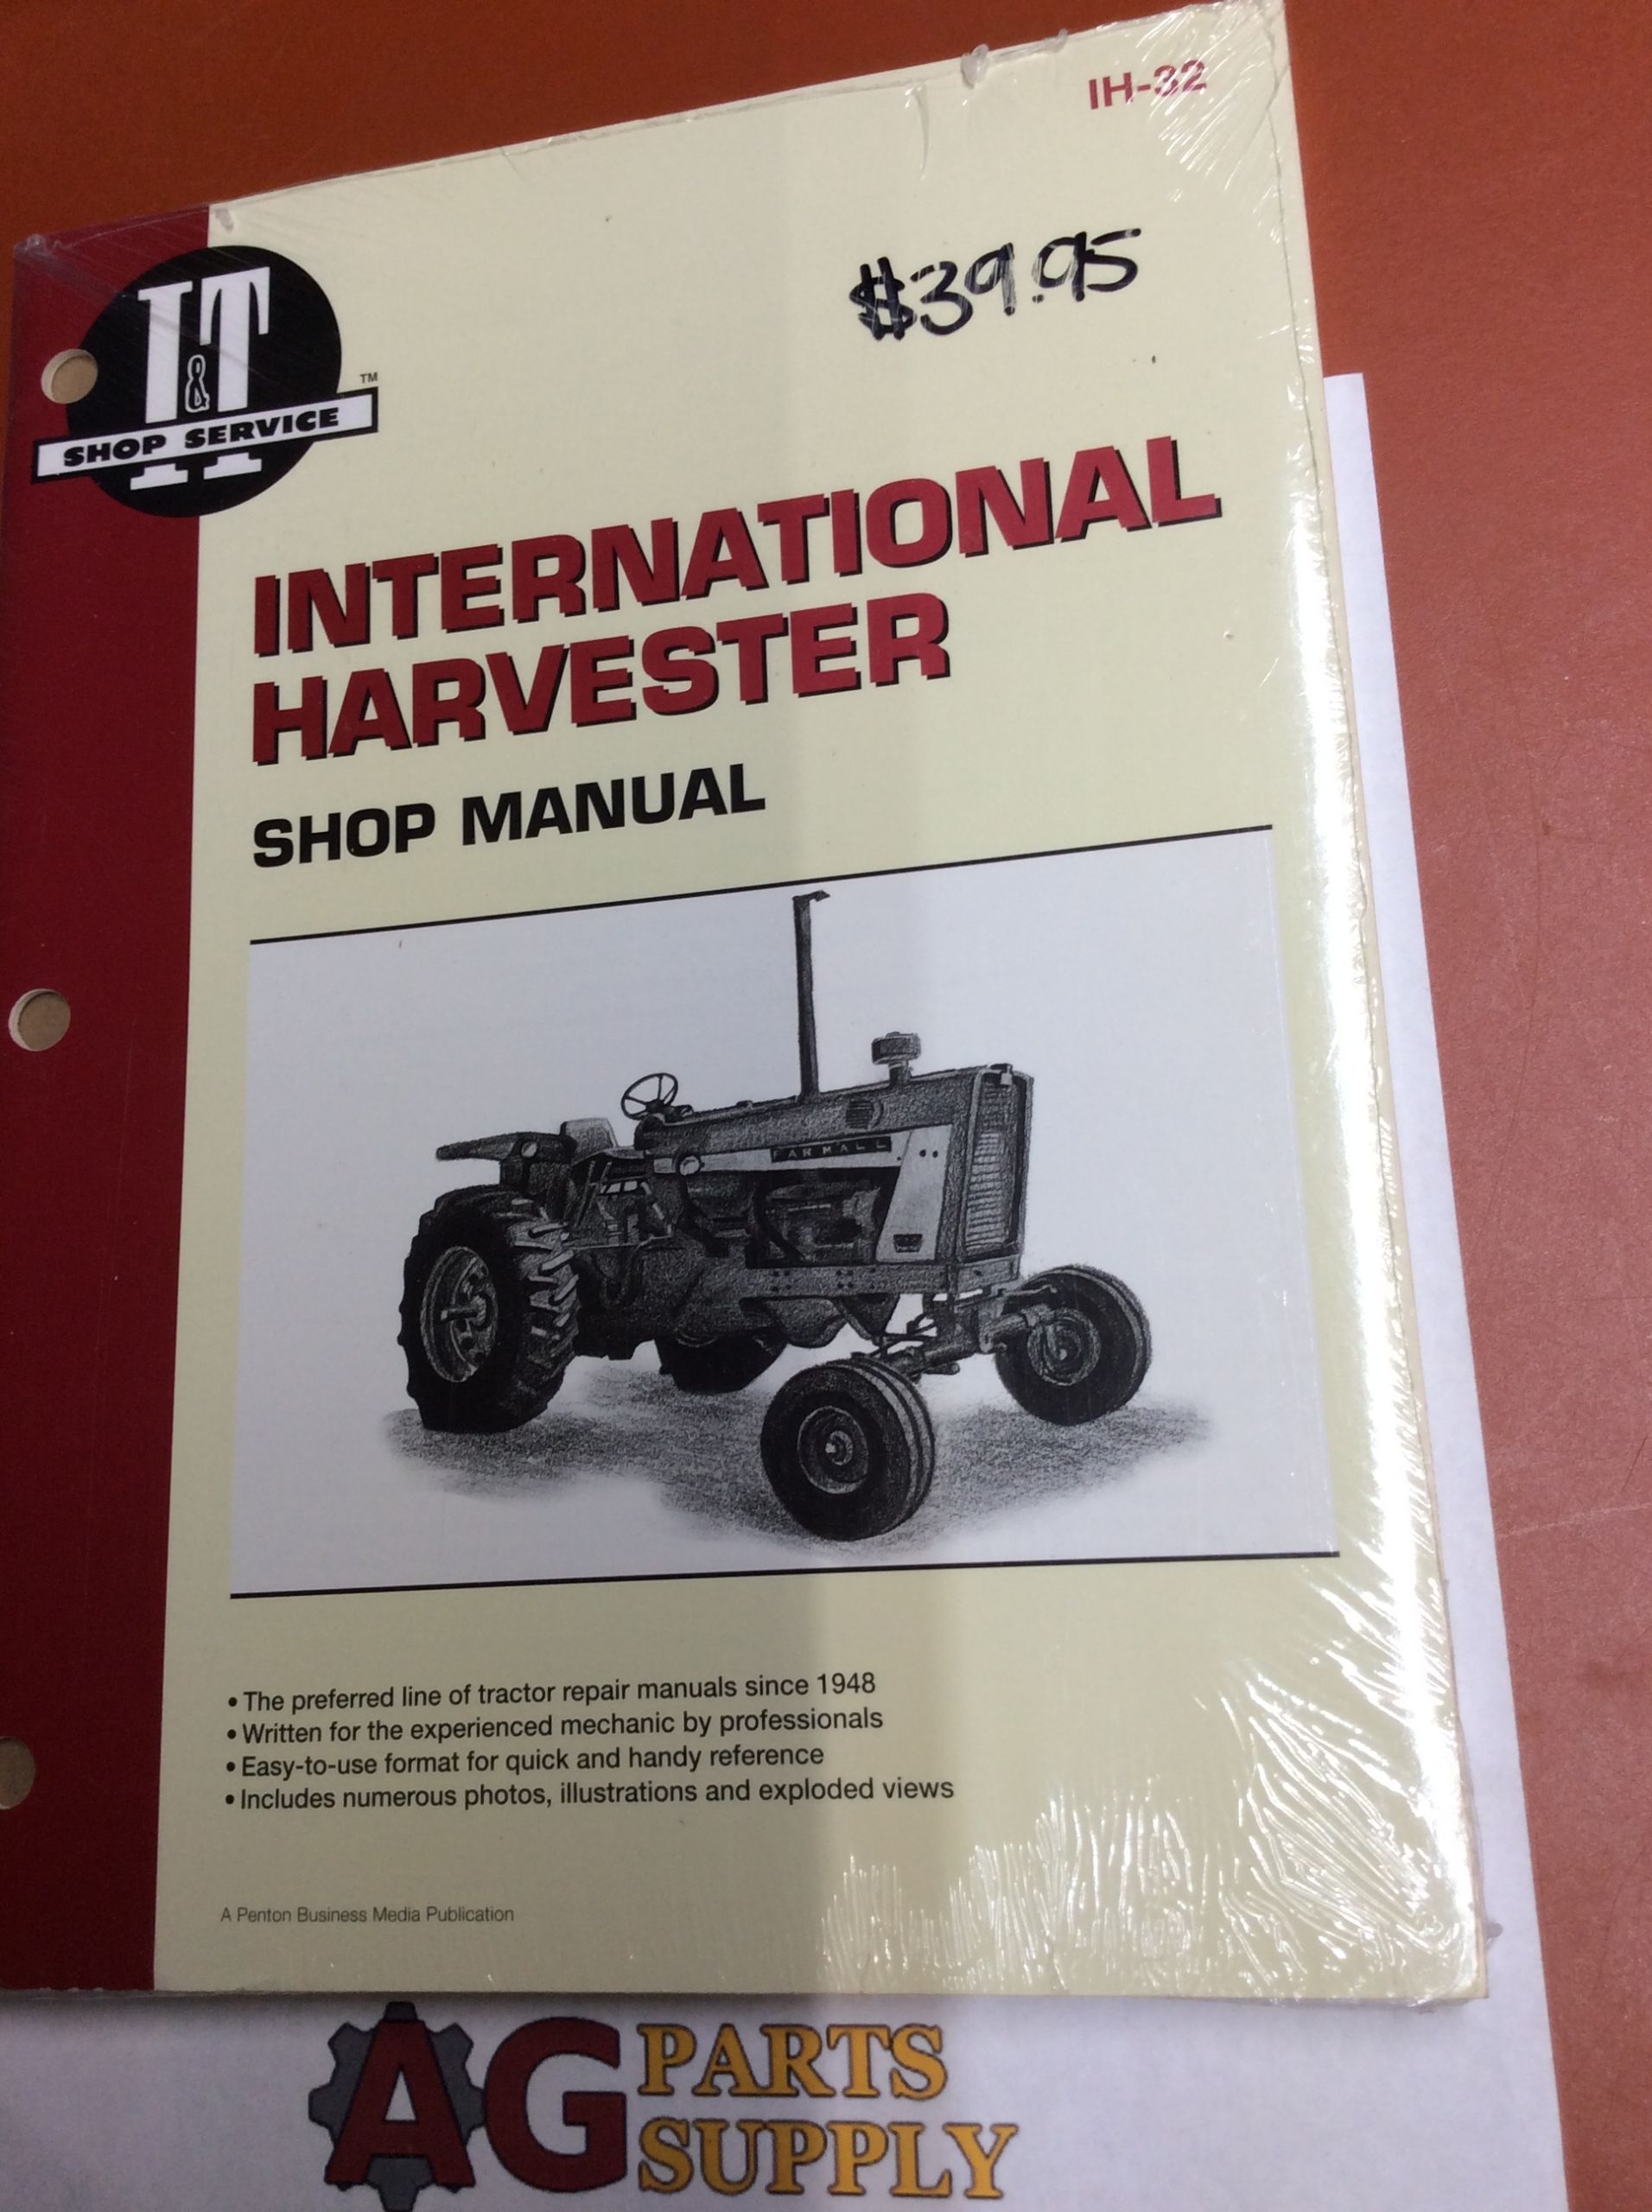 IH-32
$39.95
I&T
TM
SHOP SERVICE
INTERNATIONAL
HARVESTER
SHOP MANUAL
FARMALL
• The preferred line of tractor repair manuals since 1948
• Written for the experienced mechanic by professionals
• Easy-to-use format for quick and handy reference
• Includes numerous photos, illustrations and exploded views
A Penton Business Media Publication
AG PARTS
SUPPLY